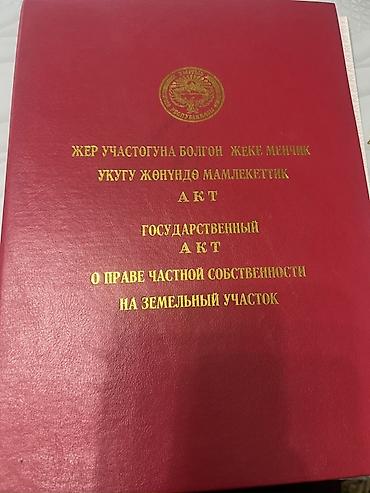 ЖЕР УЧАСТОГУНА БОЛГОН ЖЕКЕ МЕНЧИК
УКУГУ ЖӨНҮНДӨ МАМЛЕКЕТТИК
АКТ
ГОСУДАРСТВЕННЫЙ
АКТ
О ПРАВЕ ЧАСТНОЙ СОБСТВЕННОСТИ
НА ЗЕМЕЛЬНЫЙ УЧАСТОК